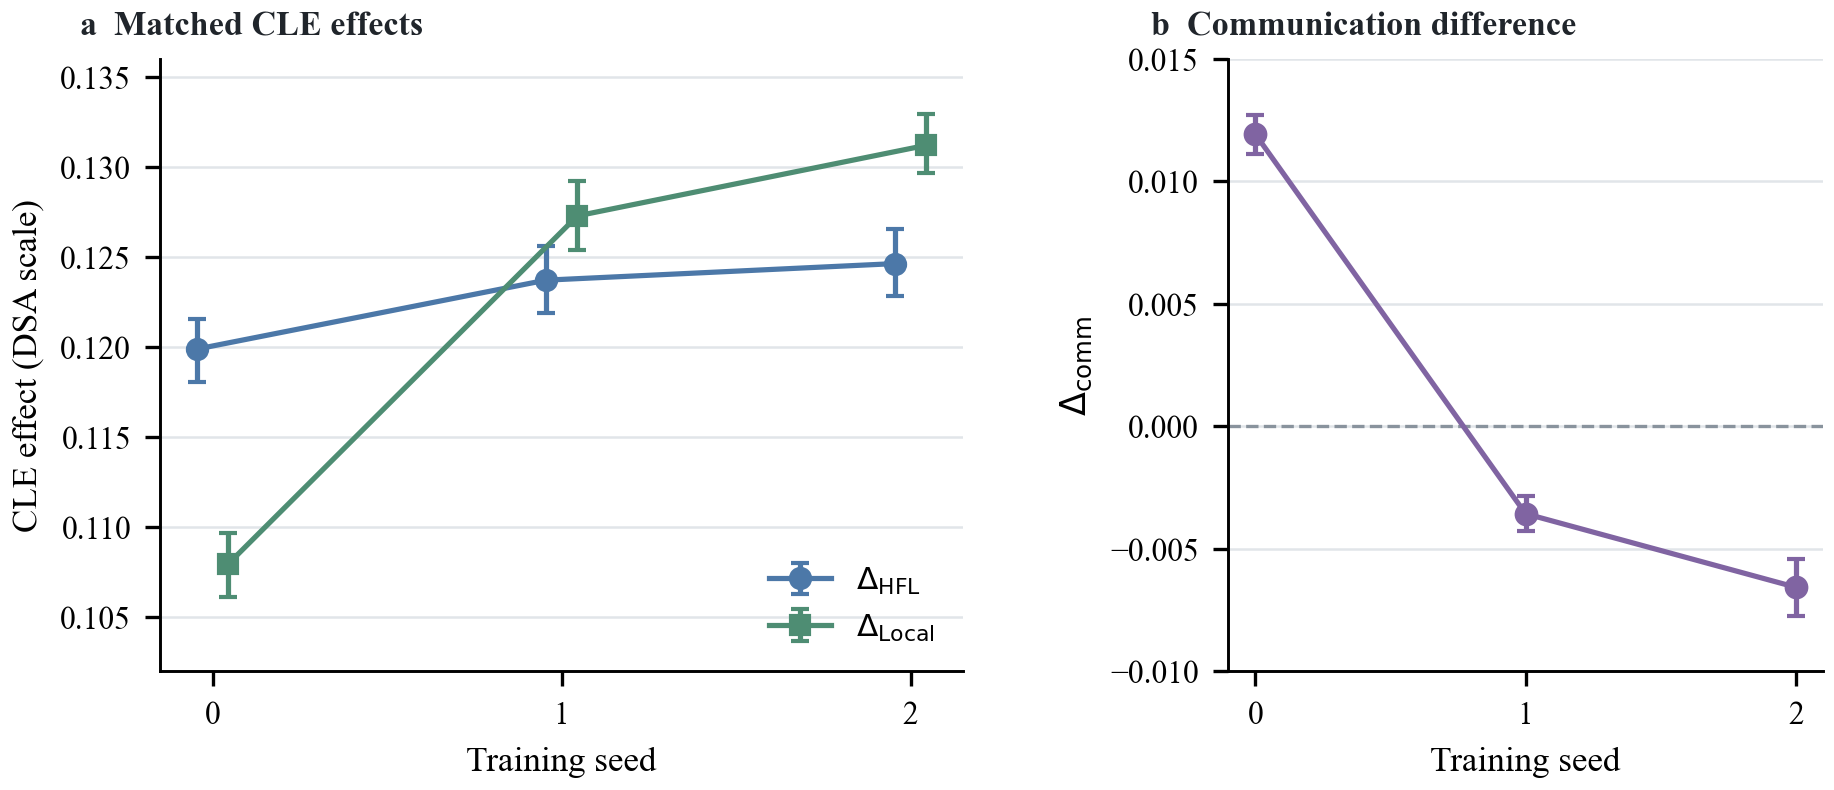 a Matched CLE effects
0.135
0.130
0.125
0.120
0.115
0.110
0.105
CLE effect (DSA scale)
0
1
2
Training seed
Δ_HFL
Δ_Local
b Communication difference
0.015
0.010
0.005
0.000
−0.005
−0.010
Δ_comm
0
1
2
Training seed